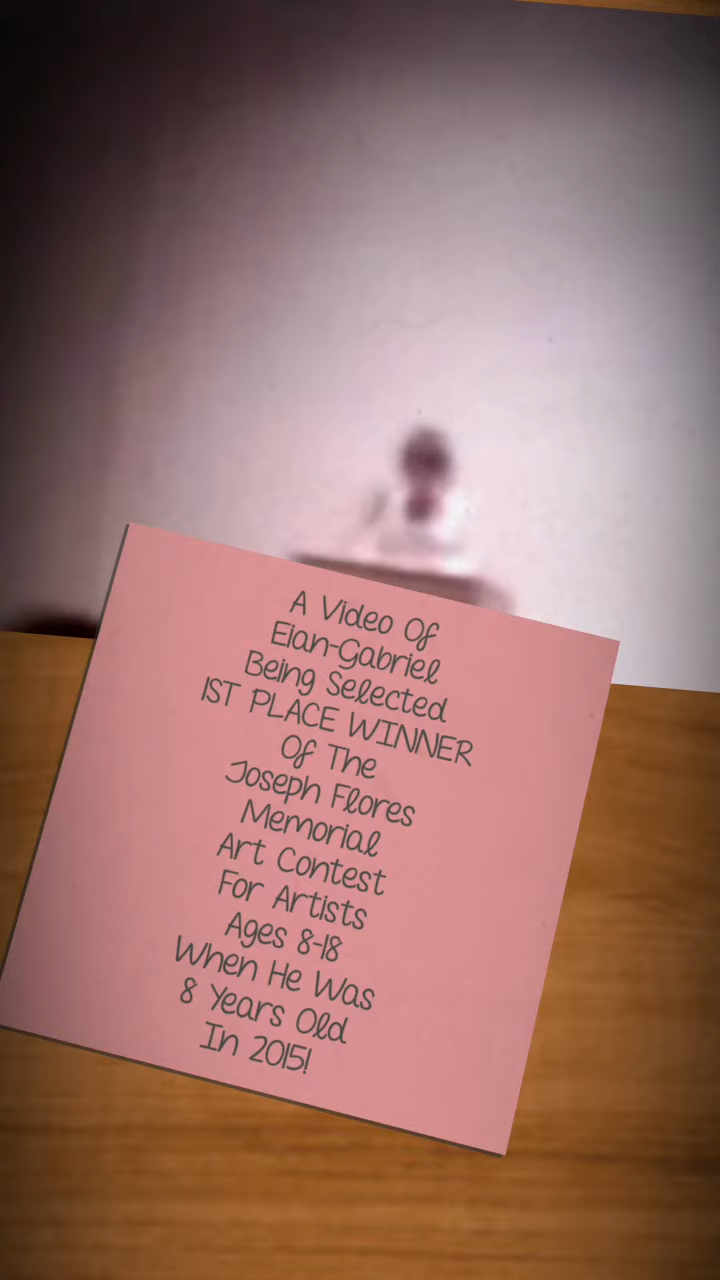 A Video Of
Eian-Gabriel
Being Selected
1ST PLACE WINNER
Of The
Joseph Flores
Memorial
Art Contest
For Artists
Ages 8-18
When He Was
8 Years Old
In 2015!